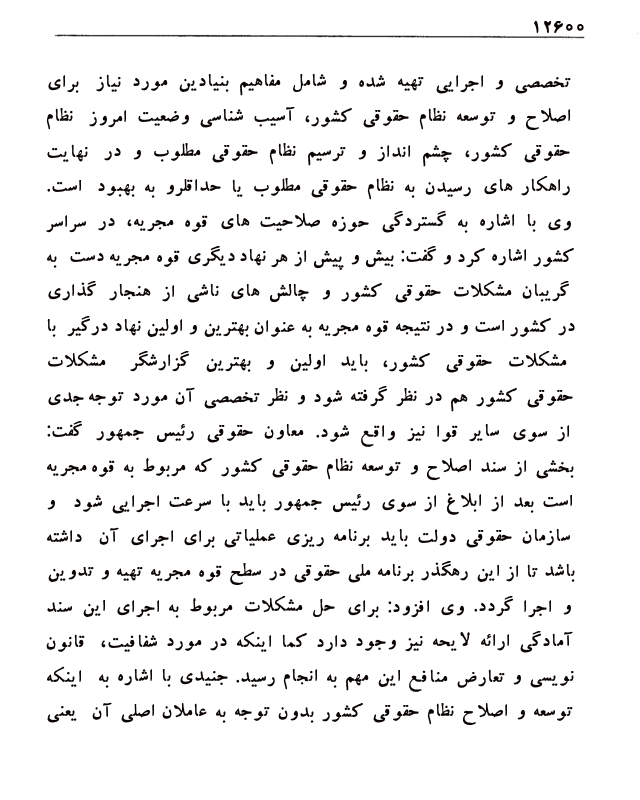 ۱۲۶۰۰
تخصصی و اجرایی تهیه شده و شامل مفاهیم بنیادین مورد نیاز برای
اصلاح و توسعه نظام حقوقی کشور، آسیب شناسی وضعیت امروز نظام
حقوقی کشور، چشم انداز و ترسیم نظام حقوقی مطلوب و در نهایت
راهکار های رسیدن به نظام حقوقی مطلوب یا حداقلرو به بهبود است.
وی با اشاره به گستردگی حوزه صلاحیت های قوه مجریه، در سراسر
کشور اشاره کرد و گفت: بیش و پیش از هر نهاد دیگری قوه مجریه دست به
گریبان مشکلات حقوقی کشور و چالش های ناشی از هنجار گذاری
در کشور است و در نتیجه قوه مجریه به عنوان بهترین و اولین نهاد درگیر با
مشکلات حقوقی کشور، باید اولین و بهترین گزارشگر مشکلات
حقوقی کشور هم در نظر گرفته شود و نظر تخصصی آن مورد توجه جدی
از سوی سایر قوا نیز واقع شود. معاون حقوقی رئیس جمهور گفت:
بخشی از سند اصلاح و توسعه نظام حقوقی کشور که مربوط به قوه مجریه
است بعد از ابلاغ از سوی رئیس جمهور باید با سرعت اجرایی شود و
سازمان حقوقی دولت باید برنامه ریزی عملیاتی برای اجرای آن داشته
باشد تا از این رهگذر برنامه ملی حقوقی در سطح قوه مجریه تهیه و تدوین
و اجرا گردد. وی افزود: برای حل مشکلات مربوط به اجرای این سند
آمادگی ارائه لایحه نیز وجود دارد کما اینکه در مورد شفافیت، قانون
نویسی و تعارض منافع این مهم به انجام رسید. جنیدی با اشاره به اینکه
توسعه و اصلاح نظام حقوقی کشور بدون توجه به عاملان اصلی آن یعنی